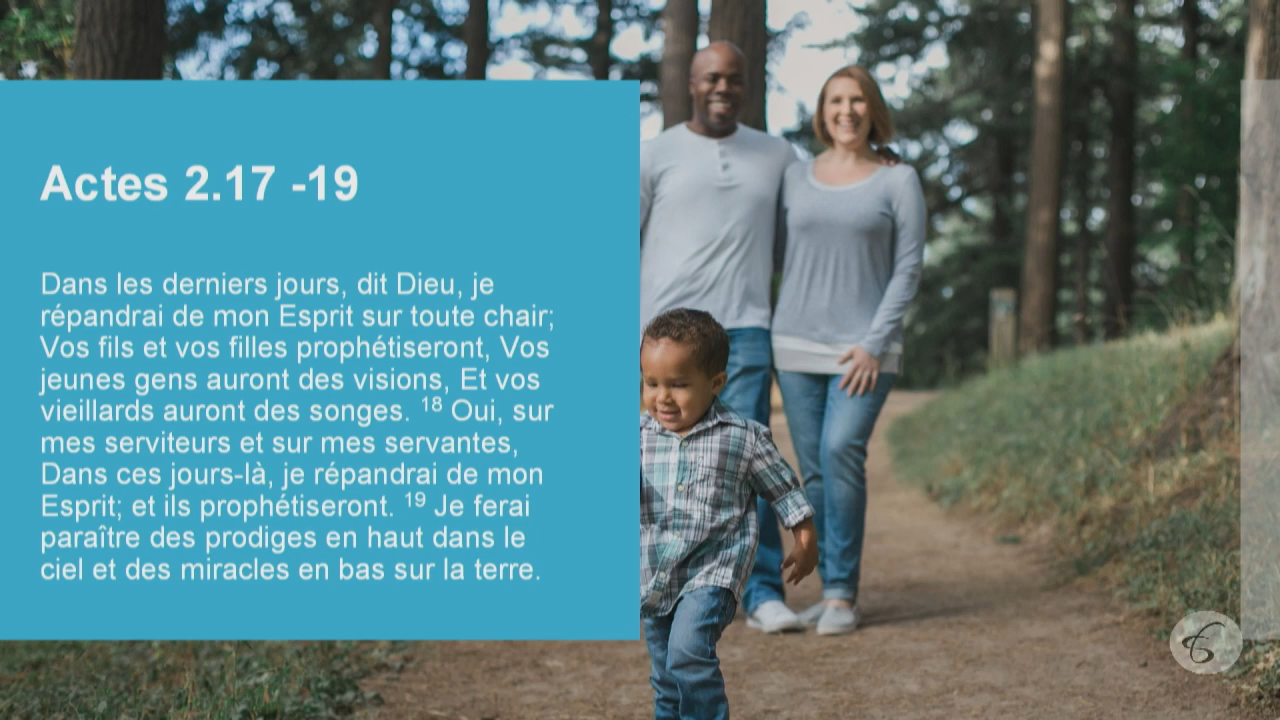 Actes 2.17 -19
Dans les derniers jours, dit Dieu, je
répandrai de mon Esprit sur toute chair;
Vos fils et vos filles prophétiseront, Vos
jeunes gens auront des visions, Et vos
vieillards auront des songes. ¹⁸ Oui, sur
mes serviteurs et sur mes servantes,
Dans ces jours-là, je répandrai de mon
Esprit; et ils prophétiseront. ¹⁹ Je ferai
paraître des prodiges en haut dans le
ciel et des miracles en bas sur la terre.